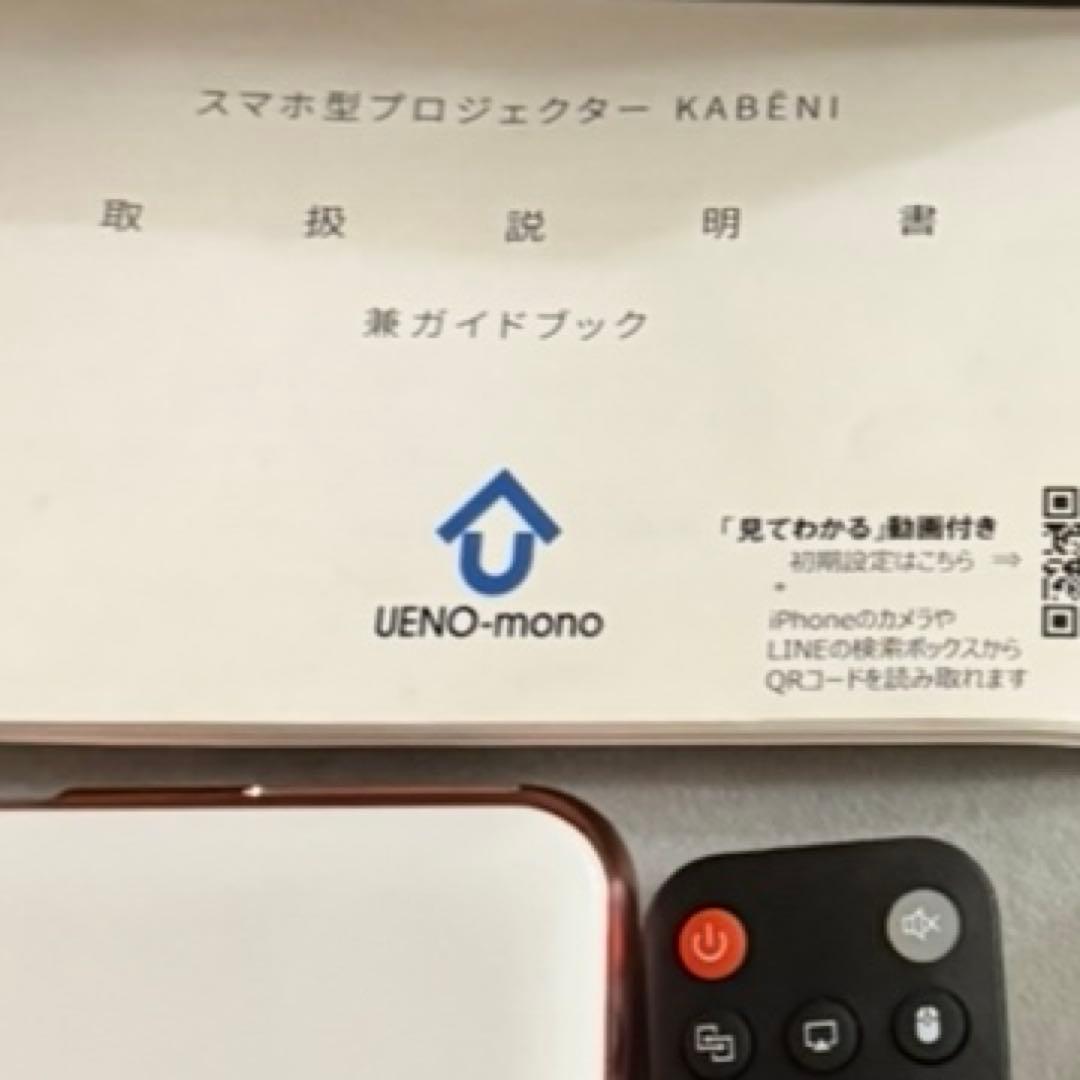 スマホ型プロジェクター KABĒNI
取扱説明書
兼ガイドブック
UENO-mono
「見てわかる」動画付き
初期設定はこちら ⇒
iPhoneのカメラや
LINEの検索ボックスから
QRコードを読み取れます